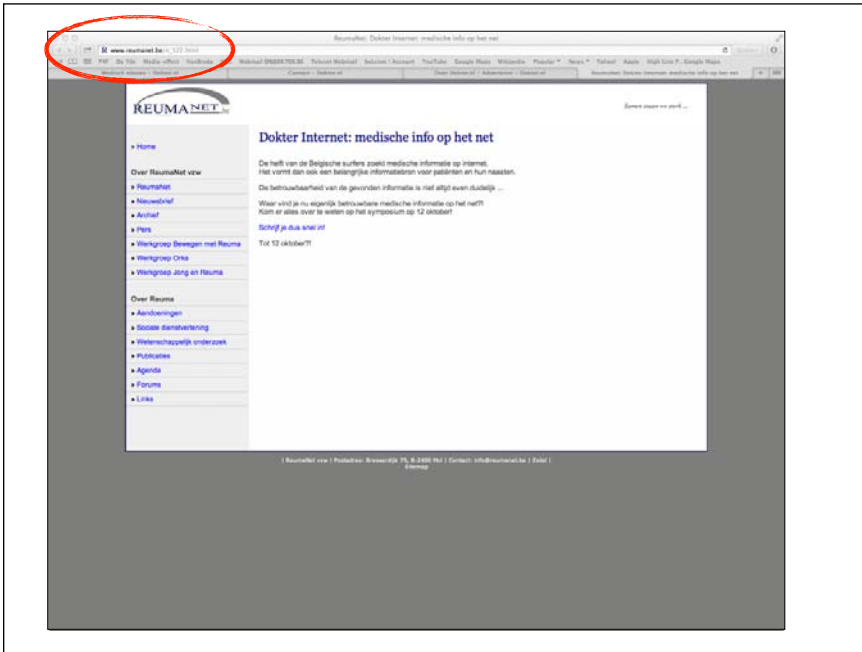 ReumaNet: Dokter Internet: medische info op het net
www.reumanet.be
REUMANET.be
Samen staan we sterk ...
Dokter Internet: medische info op het net
De helft van de Belgische surfers zoekt medische informatie op internet.
Het vormt dan ook een belangrijke informatiebron voor patiënten en hun naasten.
De betrouwbaarheid van de gevonden informatie is niet altijd even duidelijk ...
Waar vind je nu eigenlijk betrouwbare medische informatie op het net?!
Kom er alles over te weten op het symposium op 12 oktober!
Schrijf je dus snel in!
Tot 12 oktober?!
» Home
Over ReumaNet vzw
» ReumaNet
» Nieuwsbrief
» Archief
» Pers
» Werkgroep Bewegen met Reuma
» Werkgroep Orka
» Werkgroep Jong en Reuma
Over Reuma
» Aandoeningen
» Sociale dienstverlening
» Wetenschappelijk onderzoek
» Publicaties
» Agenda
» Forums
» Links
Sitemap